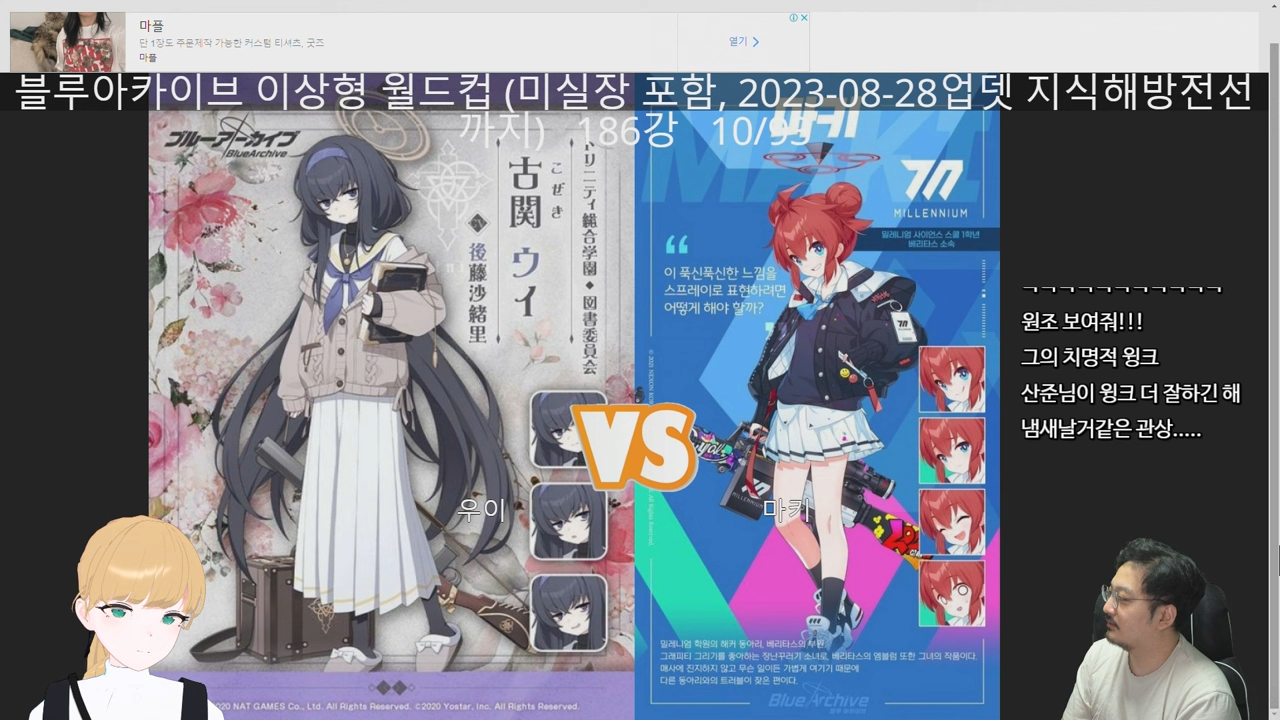 마플
단 1장도 주문제작 가능한 커스텀 티셔츠, 굿즈
마플
열기
블루아카이브 이상형 월드컵 (미실장 포함, 2023-08-28업뎃 지식해방전선
까지) 186강 10/93
ブルーアーカイブ
BlueArchive
トリニティ総合学園◆図書委員会
こぜき
古関ウイ
後藤沙緒里
우이
VS
마키
MAKI
MILLENNIUM
밀레니엄 사이언스 스쿨 1학년
베리타스 소속
“
이 푹신푹신한 느낌을
스프레이로 표현하려면
어떻게 해야 할까?
밀레니엄 학원의 해커 동아리, 베리타스의 부원.
그래피티 그리기를 좋아하는 장난꾸러기 소녀로, 베리타스의 엠블럼 또한 그녀의 작품이다.
매사에 진지하지 않고 무슨 일이든 가볍게 여기기 때문에
다른 동아리와의 트러블이 잦은 편이다.
BlueArchive
2020 NAT GAMES Co., Ltd. All Rights Reserved. ©2020 Yostar, Inc. All Rights Reserved.
ㄱㄱㄱㄱㄱㄱㄱㄱㄱㄱㄱ
원조 보여줘!!!
그의 치명적 윙크
산준님이 윙크 더 잘하긴 해
냄새날거같은 관상.....